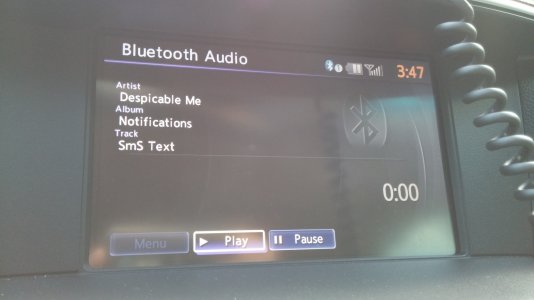 Bluetooth Audio
3:47
Artist
Despicable Me
Album
Notifications
Track
SmS Text
0:00
Menu
Play
Pause